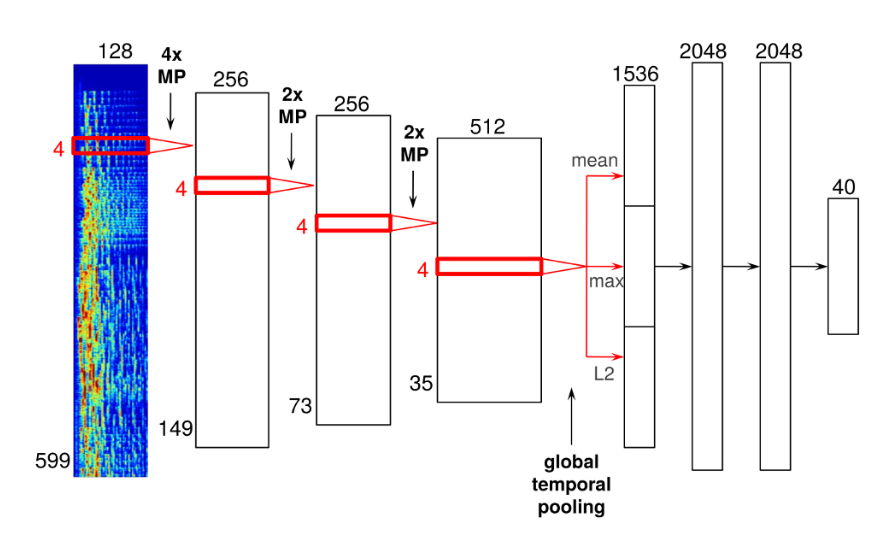 128
4x
MP
4
599
256
2x
MP
4
149
256
2x
MP
4
73
512
4
35
mean
max
L2
global
temporal
pooling
1536
2048
2048
40